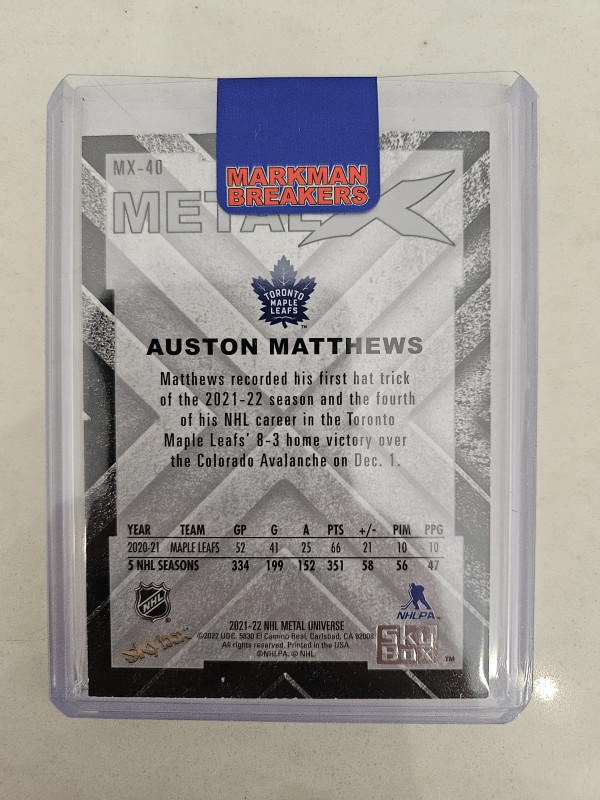 MARKMAN
BREAKERS
MX-40
METAL X
TORONTO
MAPLE
LEAFS
TM
AUSTON MATTHEWS
Matthews recorded his first hat trick
of the 2021-22 season and the fourth
of his NHL career in the Toronto
Maple Leafs' 8-3 home victory over
the Colorado Avalanche on Dec. 1.
YEAR TEAM GP G A PTS +/- PIM PPG
2020-21 MAPLE LEAFS 52 41 25 66 21 10 10
5 NHL SEASONS 334 199 152 351 58 56 47
NHL
NHLPA
2021-22 NHL METAL UNIVERSE
©2022 UDC. 5830 El Camino Real, Carlsbad, CA 92008
All rights reserved. Printed in the USA.
©NHLPA. © NHL.
skybox
SkyBox TM